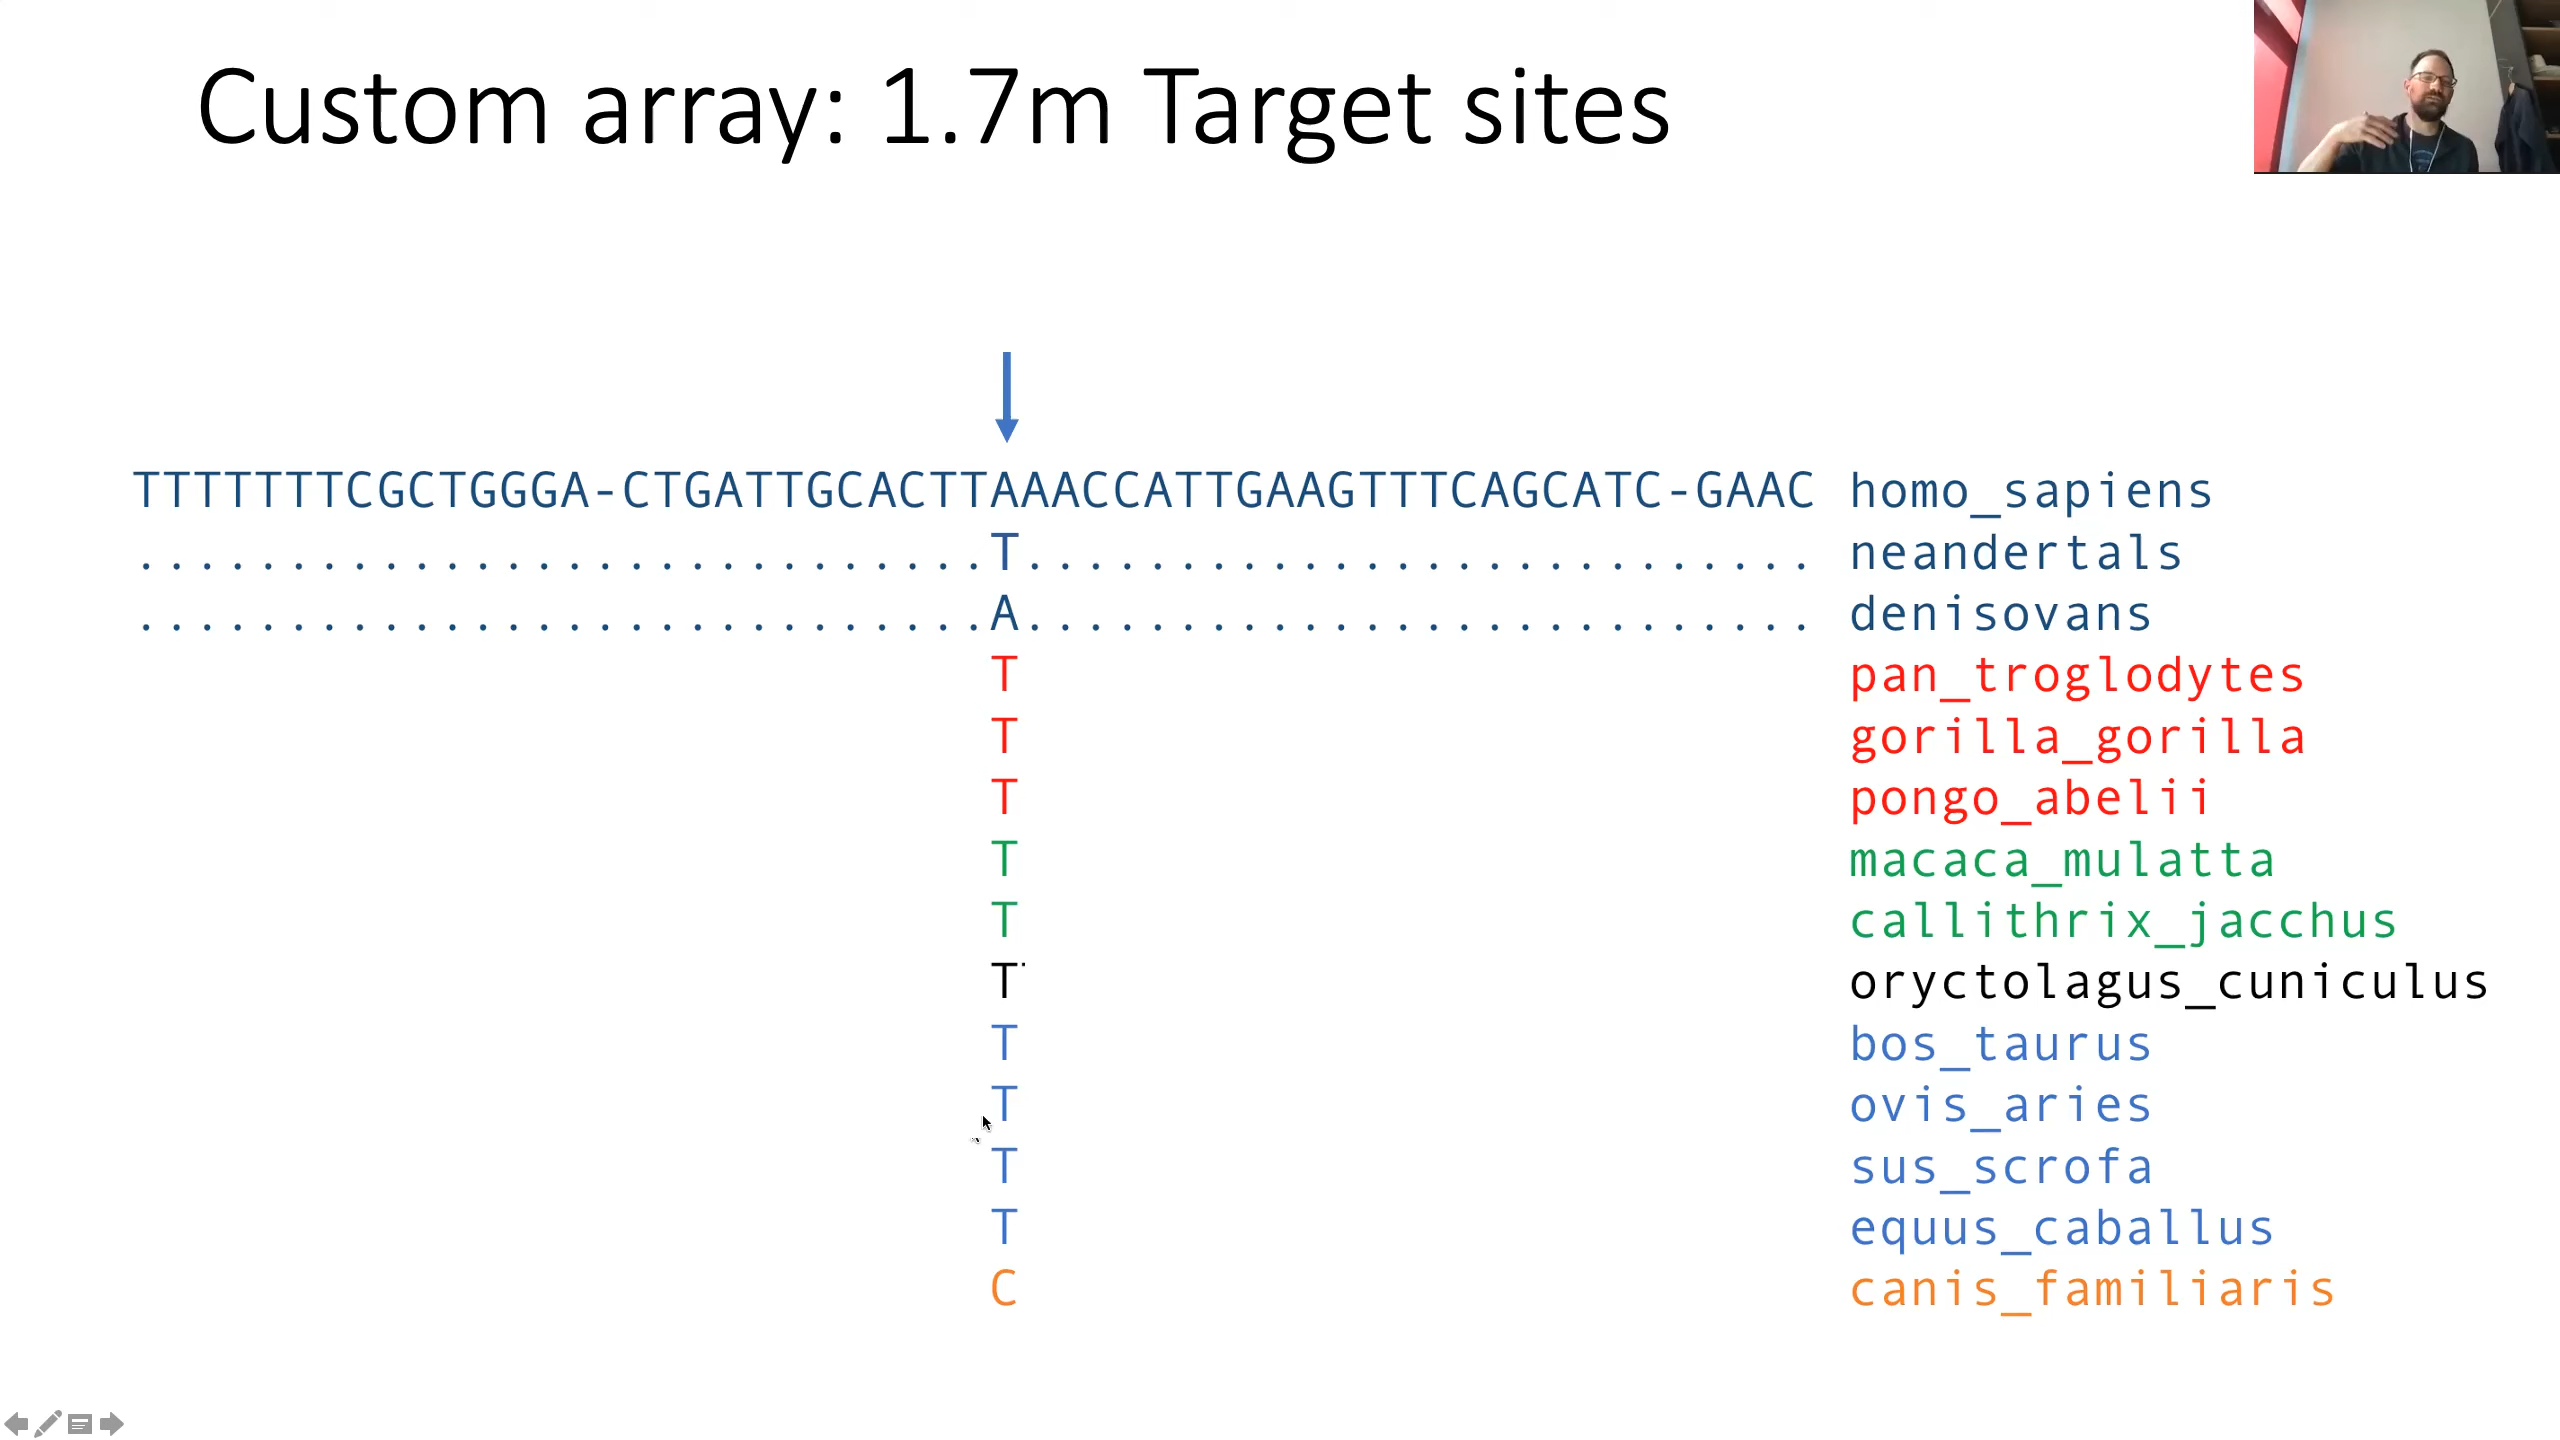 Custom array: 1.7m Target sites
TTTTTTTCGCTGGGA-CTGATTGCACTTAAACCATTGAAGTTTCAGCATC-GAAC homo_sapiens
............................T.......................... neandertals
............................A.......................... denisovans
T pan_troglodytes
T gorilla_gorilla
T pongo_abelii
T macaca_mulatta
T callithrix_jacchus
T oryctolagus_cuniculus
T bos_taurus
T ovis_aries
T sus_scrofa
T equus_caballus
C canis_familiaris